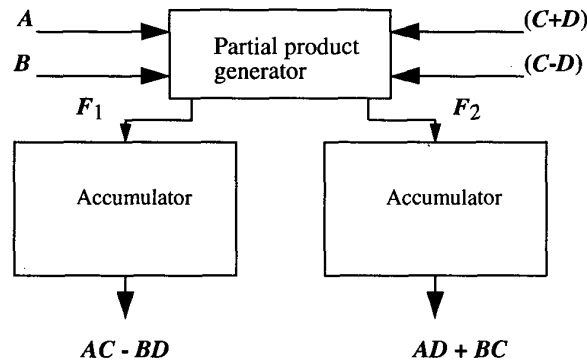 A
(C+D)
Partial product
generator
B
(C-D)
F1
F2
Accumulator
Accumulator
AC - BD
AD + BC